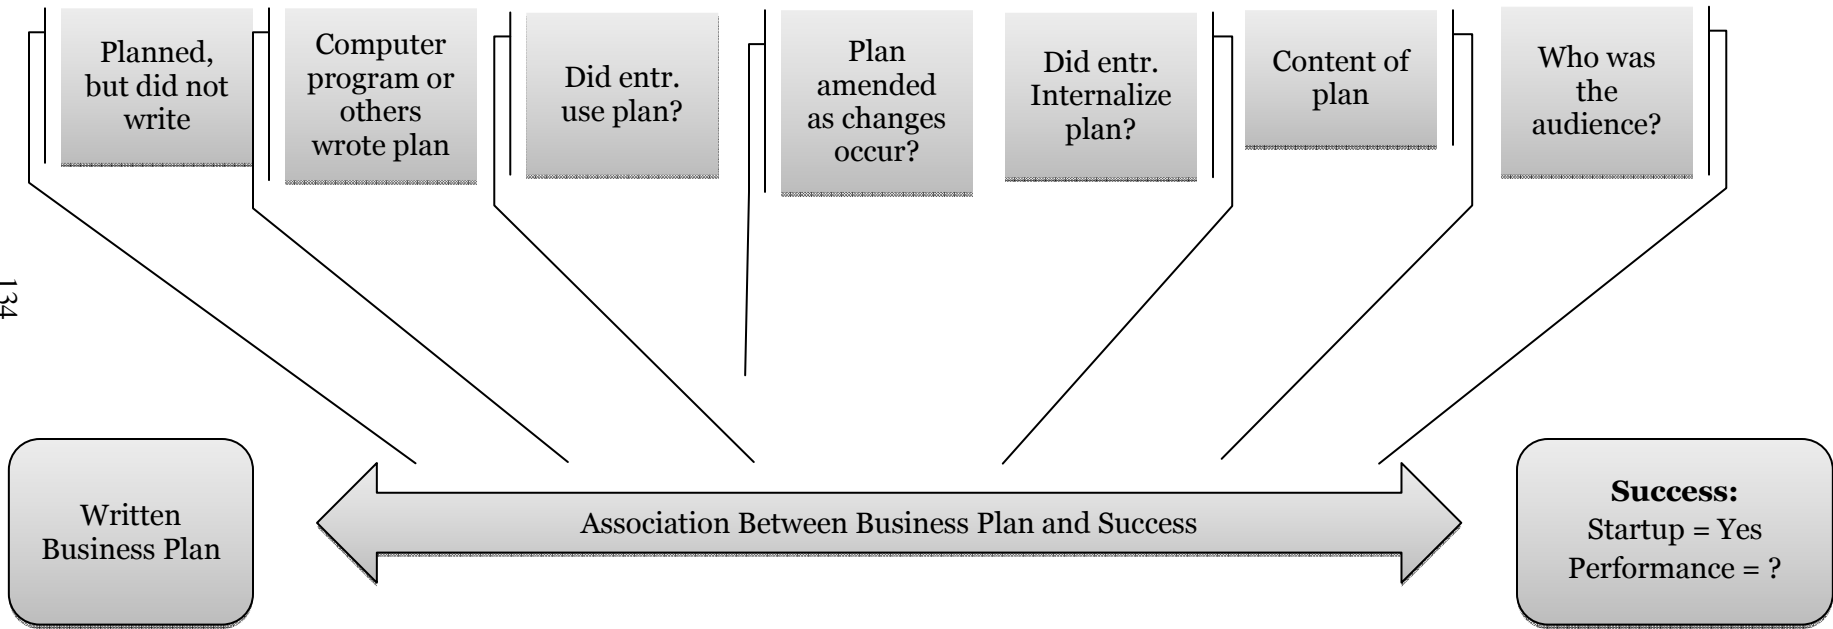 Planned,
but did not
write
Computer
program or
others
wrote plan
Did entr.
use plan?
Plan
amended
as changes
occur?
Did entr.
Internalize
plan?
Content of
plan
Who was
the
audience?
134
Written
Business Plan
Association Between Business Plan and Success
Success:
Startup = Yes
Performance = ?